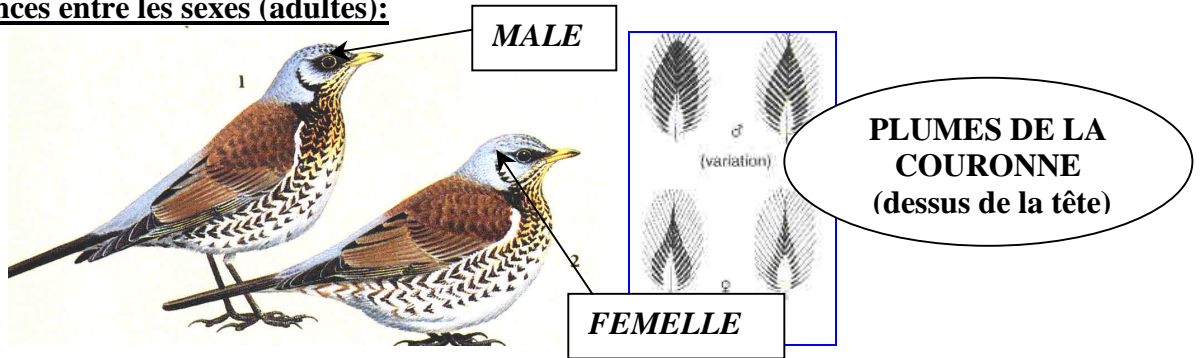 nces entre les sexes (adultes):
MALE
1
♂
(variation)
PLUMES DE LA
COURONNE
(dessus de la tête)
2
♀
FEMELLE